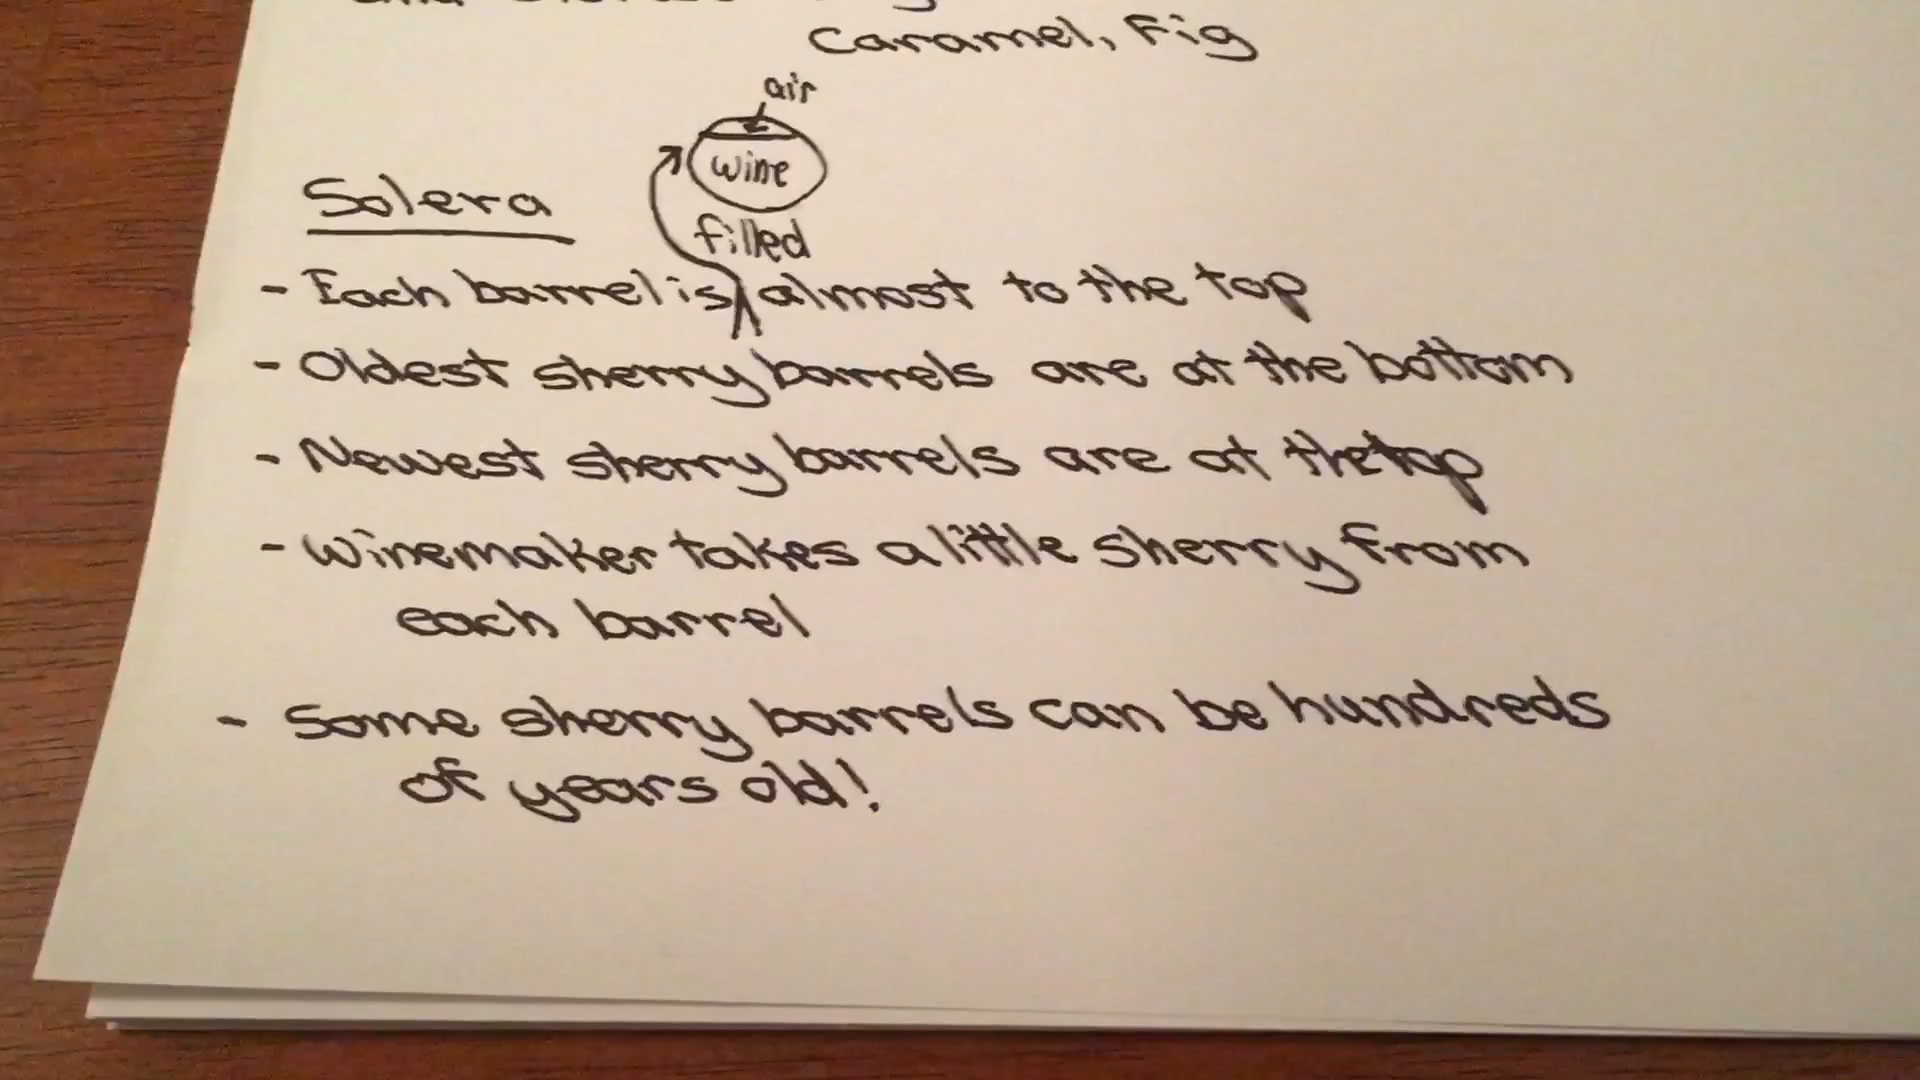 Caramel, Fig
air
wine
Solera
filled
- Each barrel is almost to the top
- Oldest sherry barrels are at the bottom
- Newest sherry barrels are at the top
- Winemaker takes a little sherry from
each barrel
- Some sherry barrels can be hundreds
of years old!